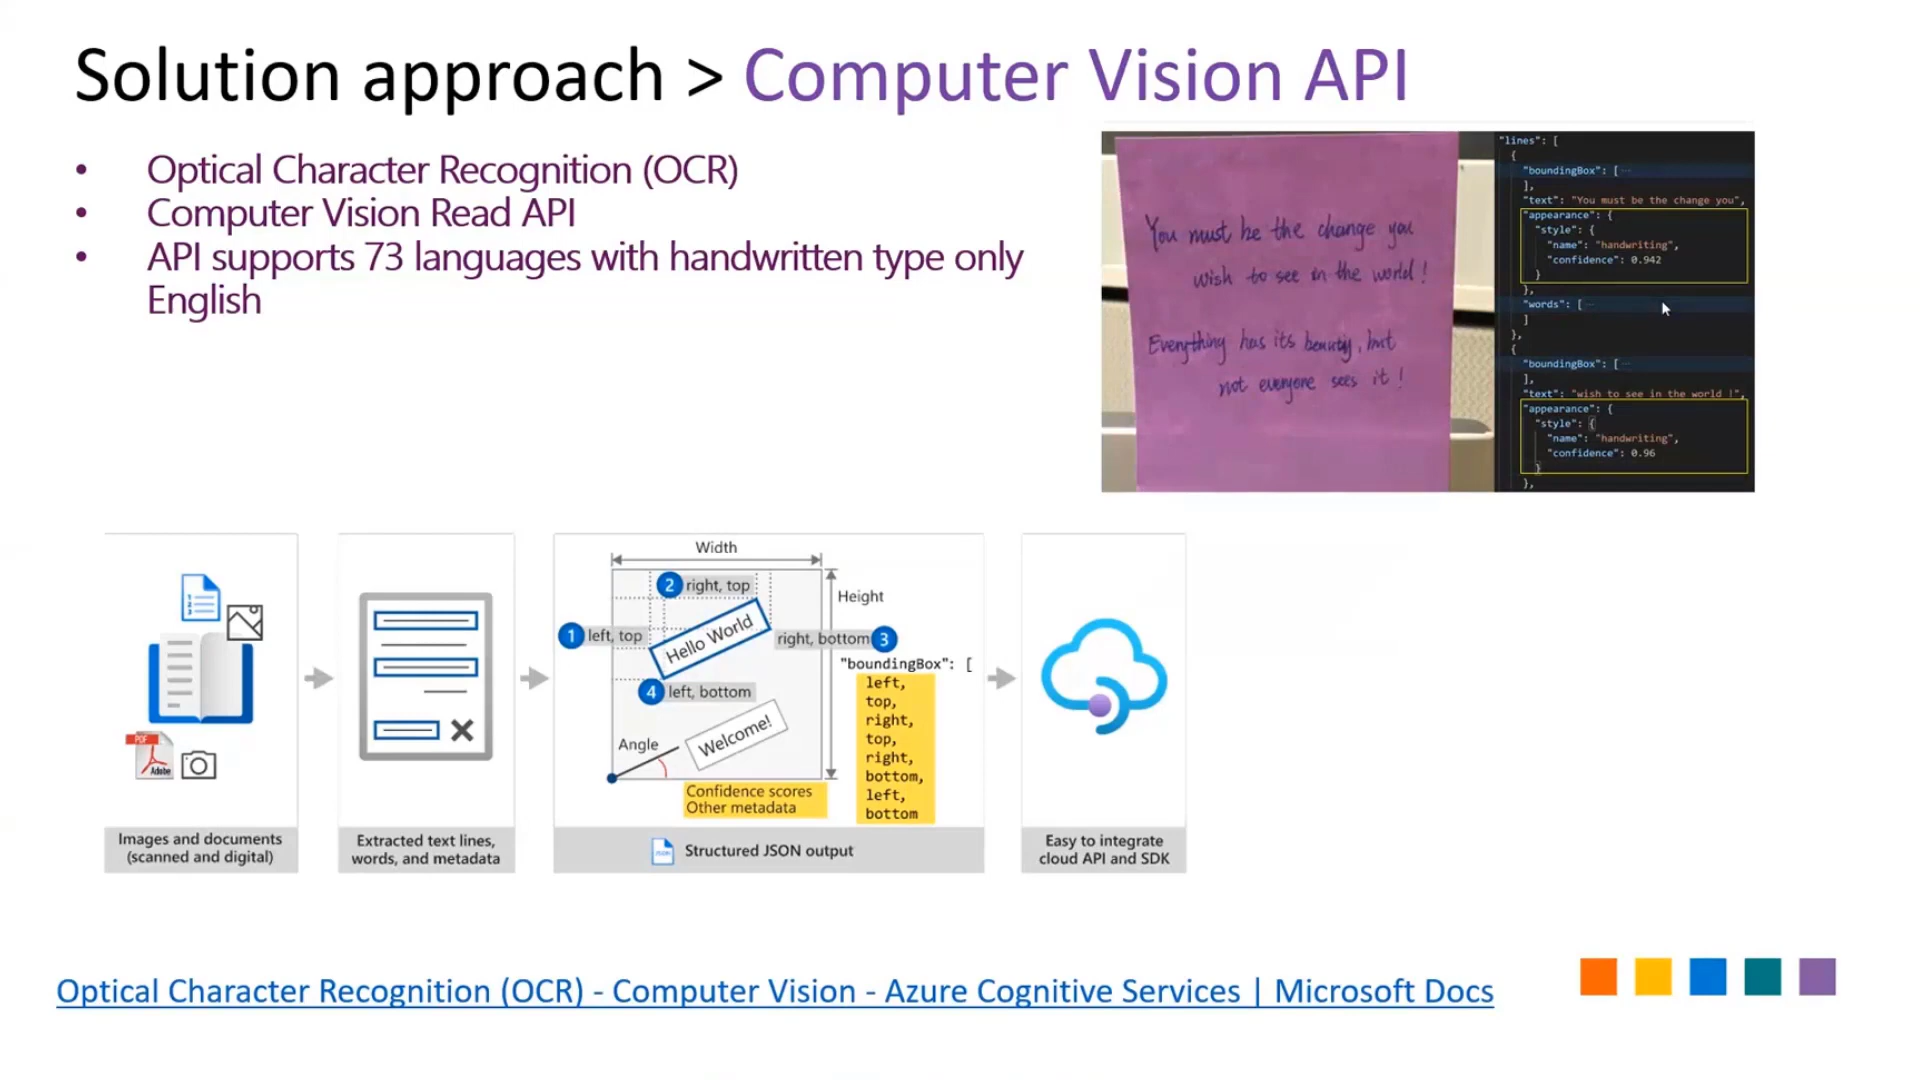 Solution approach > Computer Vision API
• Optical Character Recognition (OCR)
• Computer Vision Read API
• API supports 73 languages with handwritten type only
English
You must be the change you
wish to see in the world !
Everything has its beauty, but
not everyone sees it !
"lines": [
{
"boundingBox": [ ...
],
"text": "You must be the change you",
"appearance": {
"style": {
"name": "handwriting",
"confidence": 0.942
}
},
"words": [ ...
]
},
{
"boundingBox": [ ...
],
"text": "wish to see in the world !",
"appearance": {
"style": {
"name": "handwriting",
"confidence": 0.96
}
},
PDF
Adobe
Images and documents
(scanned and digital)
Extracted text lines,
words, and metadata
Width
Height
1 left, top
2 right, top
right, bottom 3
4 left, bottom
Hello World
Welcome!
Angle
Confidence scores
Other metadata
"boundingBox": [
left,
top,
right,
top,
right,
bottom,
left,
bottom
JSON
Structured JSON output
Easy to integrate
cloud API and SDK
Optical Character Recognition (OCR) - Computer Vision - Azure Cognitive Services | Microsoft Docs